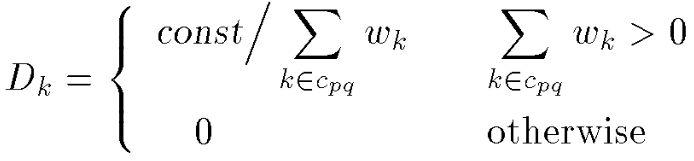 D_k = { const / ∑_{k∈c_{pq}} w_k    ∑_{k∈c_{pq}} w_k > 0
0    otherwise